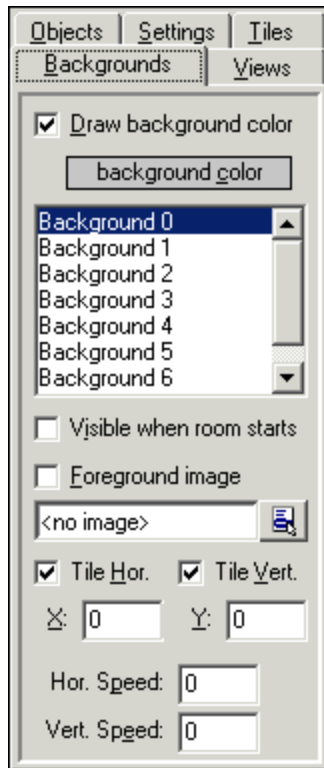 Objects Settings Tiles
Backgrounds Views
Draw background color
background color
Background 0
Background 1
Background 2
Background 3
Background 4
Background 5
Background 6
Visible when room starts
Foreground image
<no image>
Tile Hor. Tile Vert.
X: 0 Y: 0
Hor. Speed: 0
Vert. Speed: 0